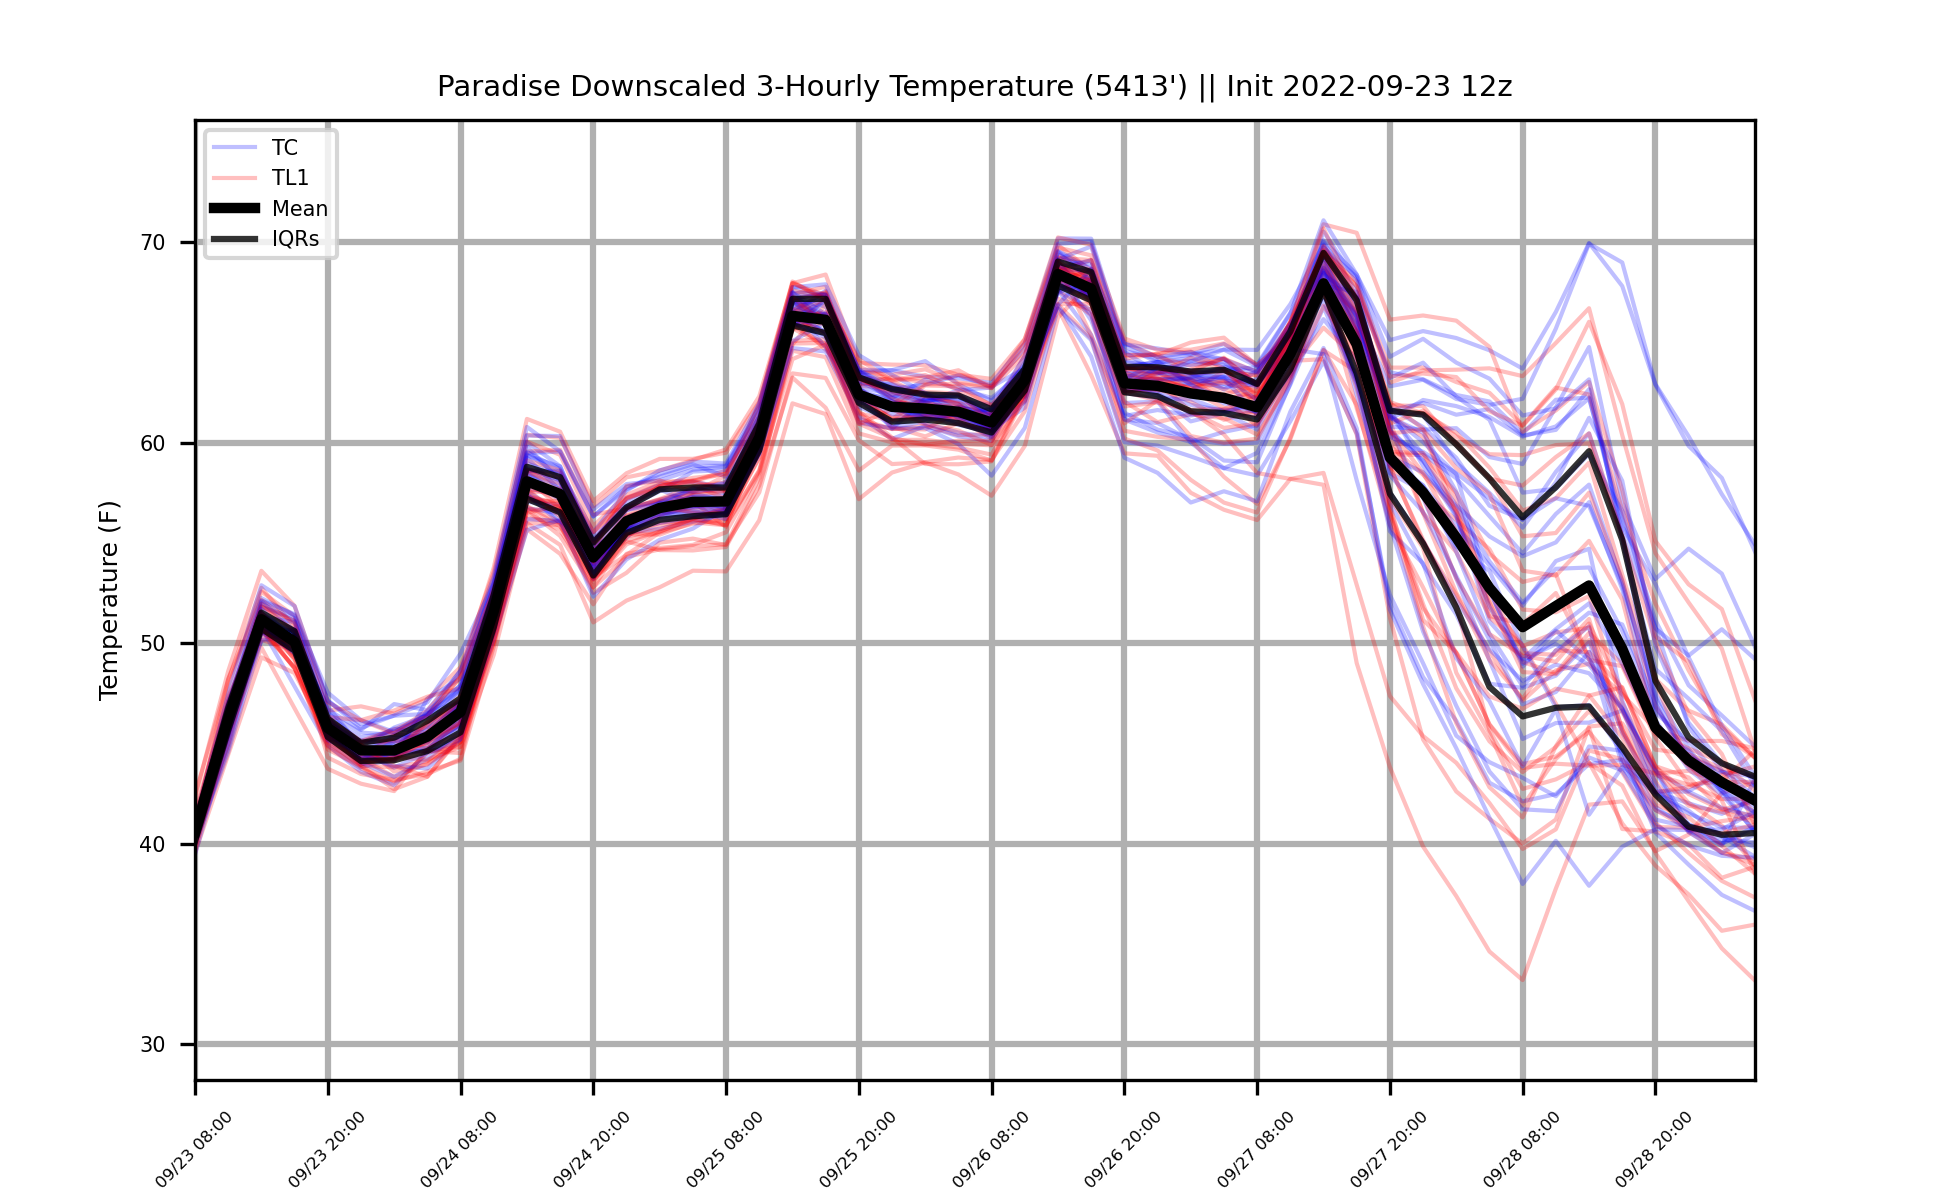 Paradise Downscaled 3-Hourly Temperature (5413') || Init 2022-09-23 12z
TC
TL1
Mean
IQRs
Temperature (F)
70
60
50
40
30
09/23 08:00
09/23 20:00
09/24 08:00
09/24 20:00
09/25 08:00
09/25 20:00
09/26 08:00
09/26 20:00
09/27 08:00
09/27 20:00
09/28 08:00
09/28 20:00